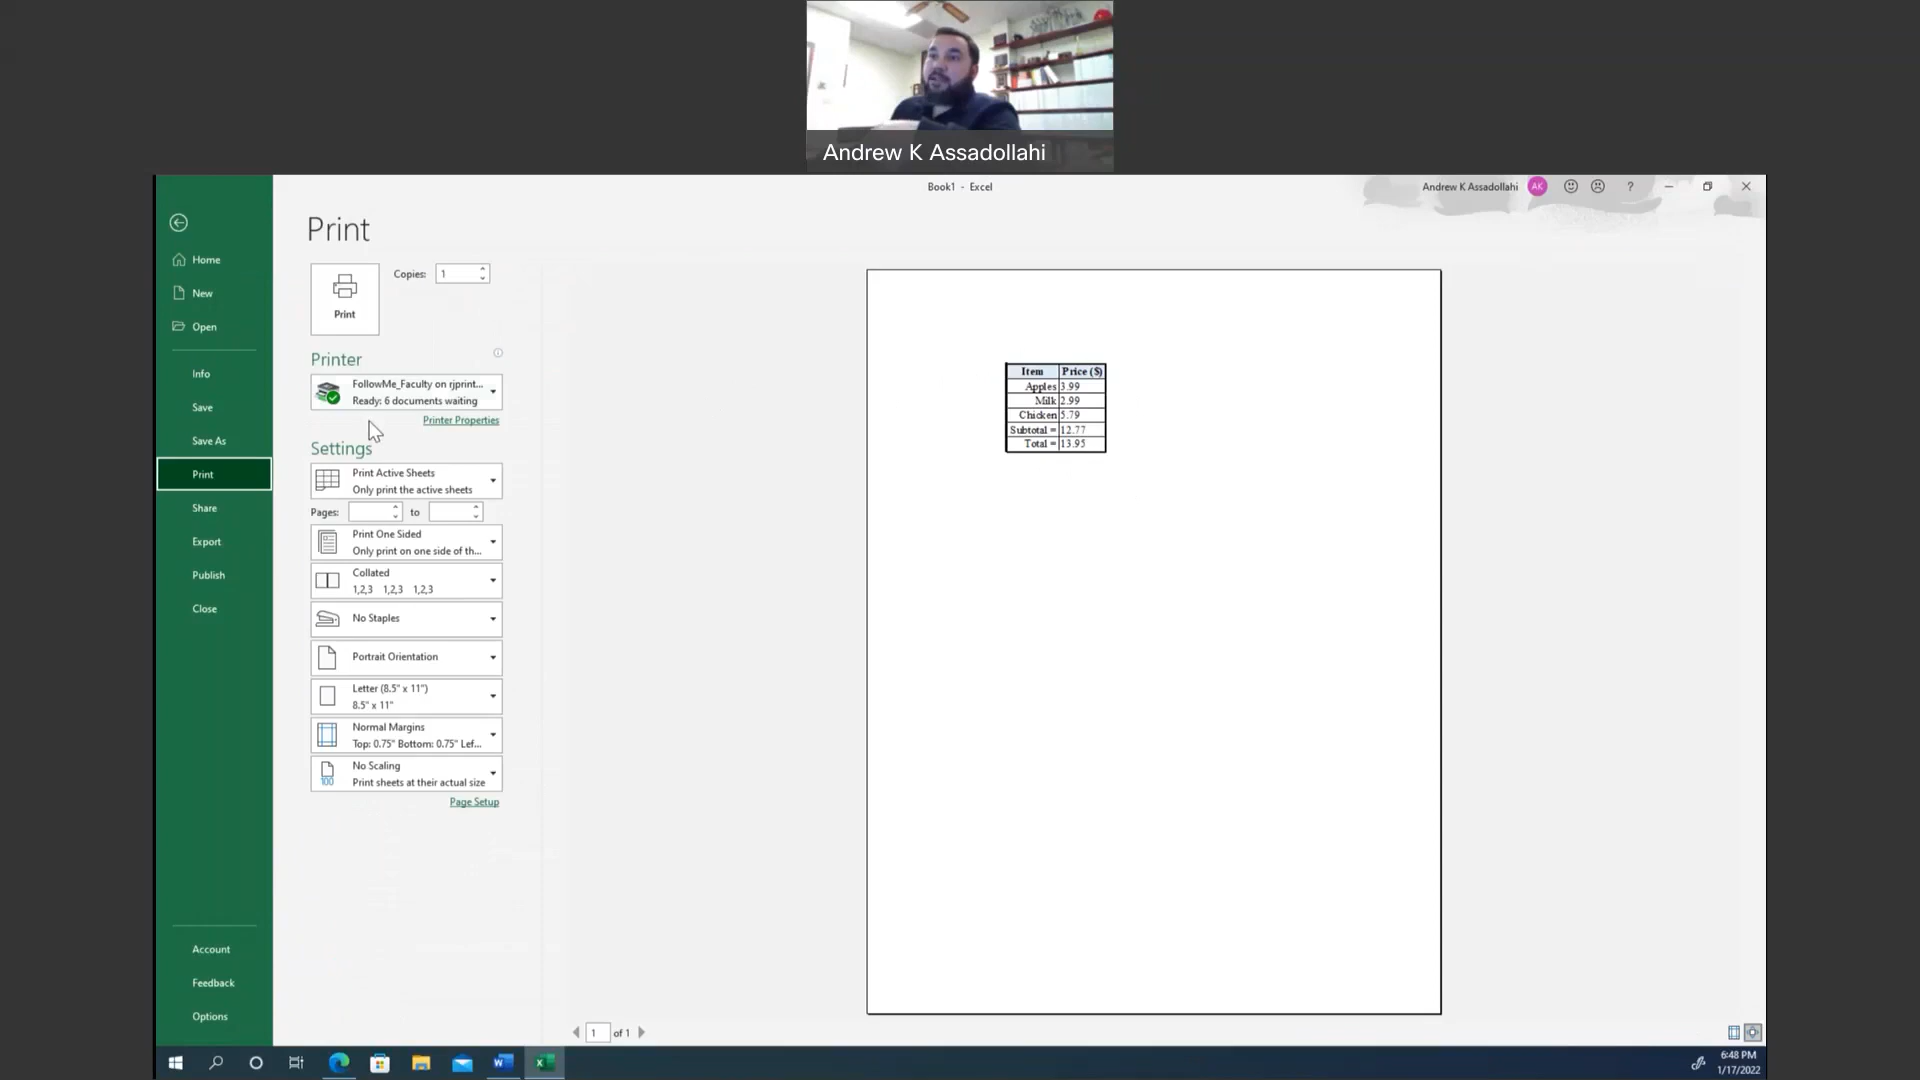 Andrew K Assadollahi
Book1 - Excel
Andrew K Assadollahi
AK
?
Home
New
Open
Info
Save
Save As
Print
Share
Export
Publish
Close
Account
Feedback
Options
Print
Print
Copies: 1
Printer
FollowMe_Faculty on rjprint...
Ready: 6 documents waiting
Printer Properties
Settings
Print Active Sheets
Only print the active sheets
Pages: to
Print One Sided
Only print on one side of th...
Collated
1,2,3 1,2,3 1,2,3
No Staples
Portrait Orientation
Letter (8.5" x 11")
8.5" x 11"
Normal Margins
Top: 0.75" Bottom: 0.75" Lef...
No Scaling
100
Print sheets at their actual size
Page Setup
Item Price ($)
Apples 3.99
Milk 2.99
Chicken 5.79
Subtotal = 12.77
Total = 13.95
1 of 1
6:48 PM
1/17/2022